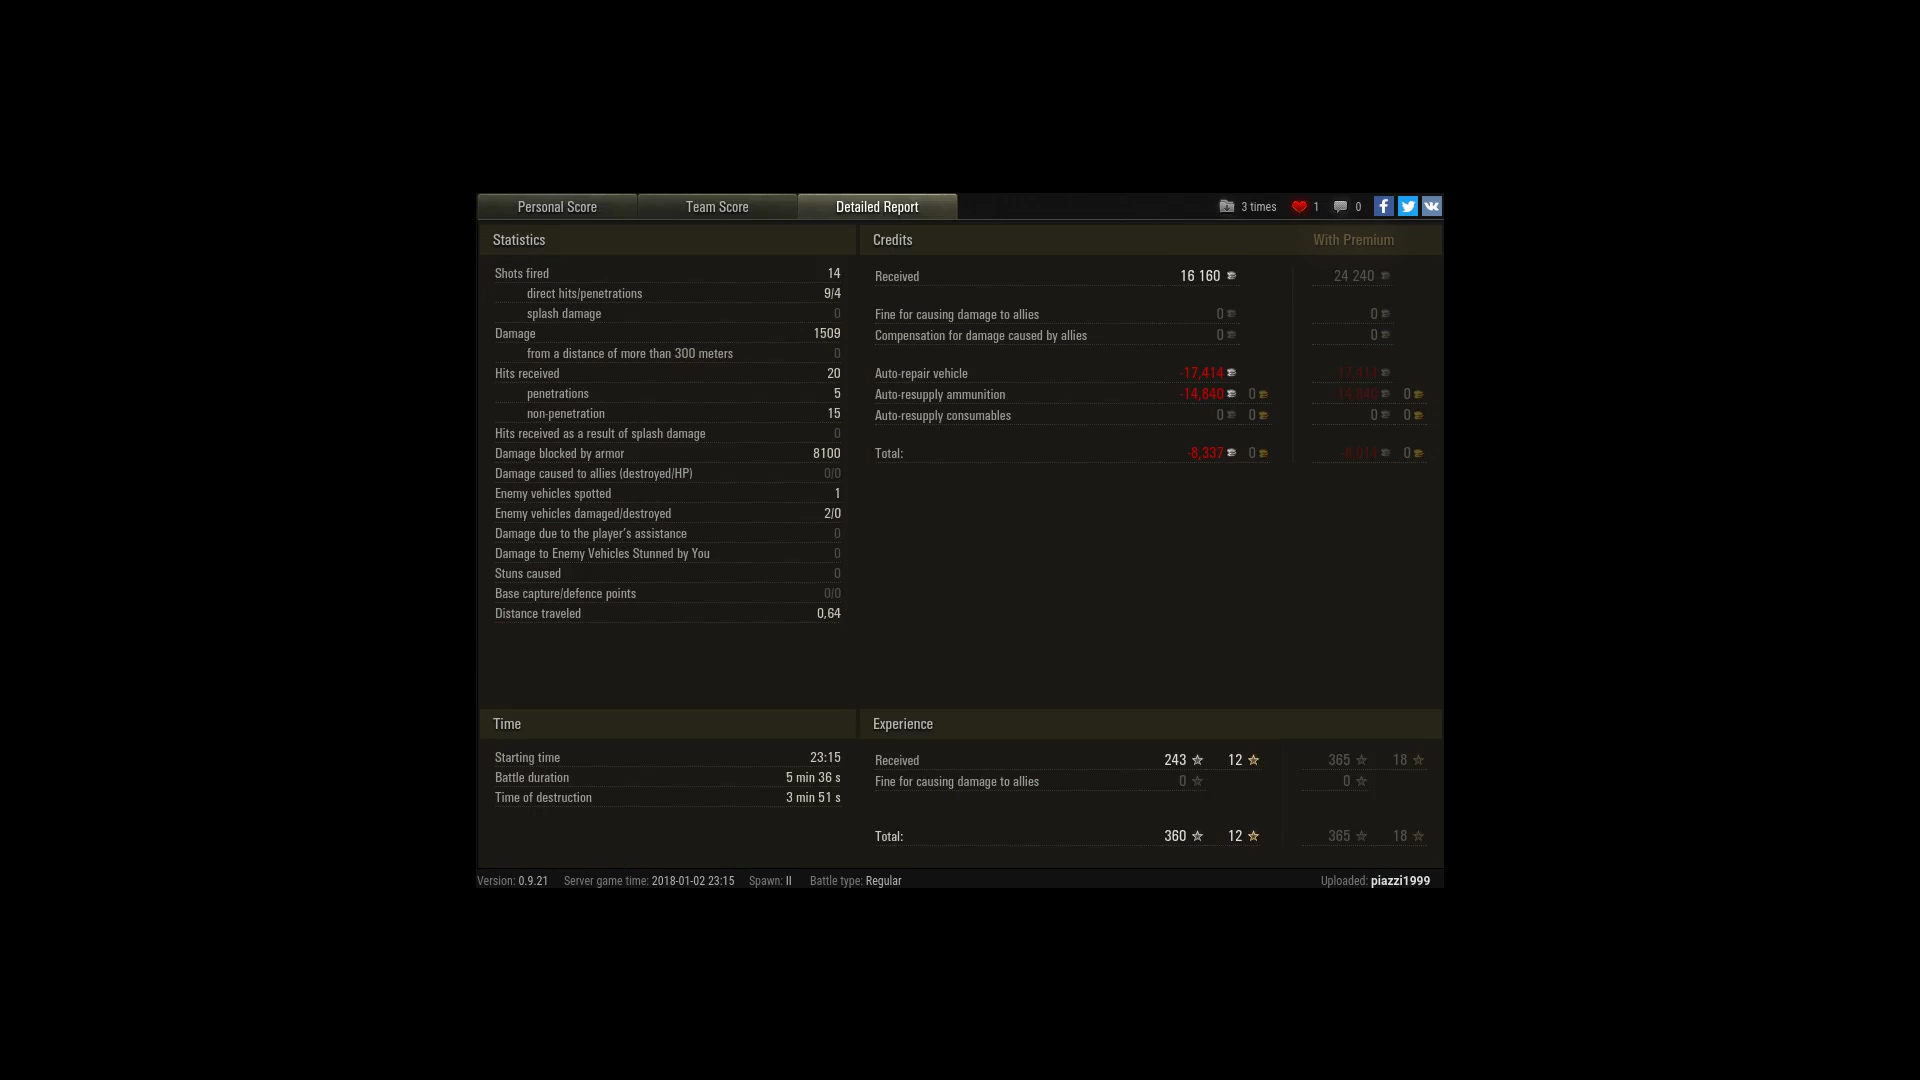 Personal Score Team Score Detailed Report 3 times 1 0
Statistics
Shots fired 14
direct hits/penetrations 9/4
splash damage 0
Damage 1509
from a distance of more than 300 meters 0
Hits received 20
penetrations 5
non-penetration 15
Hits received as a result of splash damage 0
Damage blocked by armor 8100
Damage caused to allies (destroyed/HP) 0/0
Enemy vehicles spotted 1
Enemy vehicles damaged/destroyed 2/0
Damage due to the player's assistance 0
Damage to Enemy Vehicles Stunned by You 0
Stuns caused 0
Base capture/defence points 0/0
Distance traveled 0,64
Credits With Premium
Received 16 160 24 240
Fine for causing damage to allies 0 0
Compensation for damage caused by allies 0 0
Auto-repair vehicle -17,414 -17,414
Auto-resupply ammunition -14,840 0 -14,840 0
Auto-resupply consumables 0 0 0 0
Total: -8,337 0 0
Time
Starting time 23:15
Battle duration 5 min 36 s
Time of destruction 3 min 51 s
Experience
Received 243 12 365 18
Fine for causing damage to allies 0 0
Total: 360 12 365 18
Version: 0.9.21 Server game time: 2018-01-02 23:15 Spawn: II Battle type: Regular Uploaded: piazzi1999